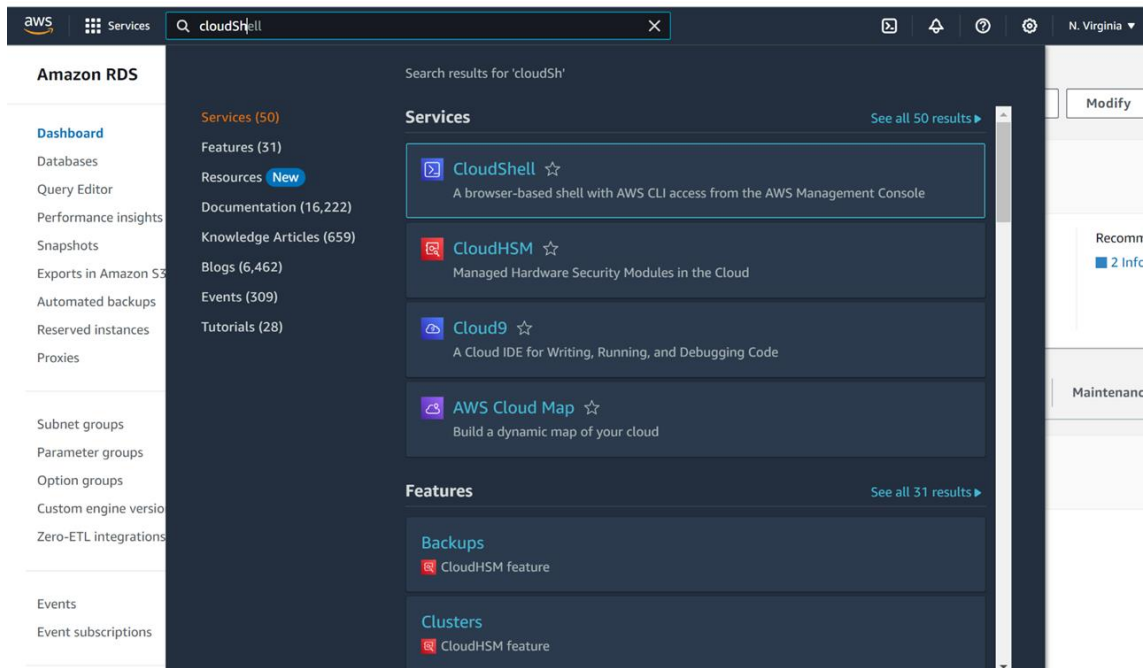 aws
Services
cloudShell
N. Virginia
Amazon RDS
Dashboard
Databases
Query Editor
Performance insights
Snapshots
Exports in Amazon S3
Automated backups
Reserved instances
Proxies
Subnet groups
Parameter groups
Option groups
Custom engine versio
Zero-ETL integrations
Events
Event subscriptions
Search results for 'cloudSh'
Services (50)
Features (31)
Resources New
Documentation (16,222)
Knowledge Articles (659)
Blogs (6,462)
Events (309)
Tutorials (28)
Services
See all 50 results
CloudShell
A browser-based shell with AWS CLI access from the AWS Management Console
CloudHSM
Managed Hardware Security Modules in the Cloud
Cloud9
A Cloud IDE for Writing, Running, and Debugging Code
AWS Cloud Map
Build a dynamic map of your cloud
Features
See all 31 results
Backups
CloudHSM feature
Clusters
CloudHSM feature
Modify
Recomm
2 Info
Maintenanc